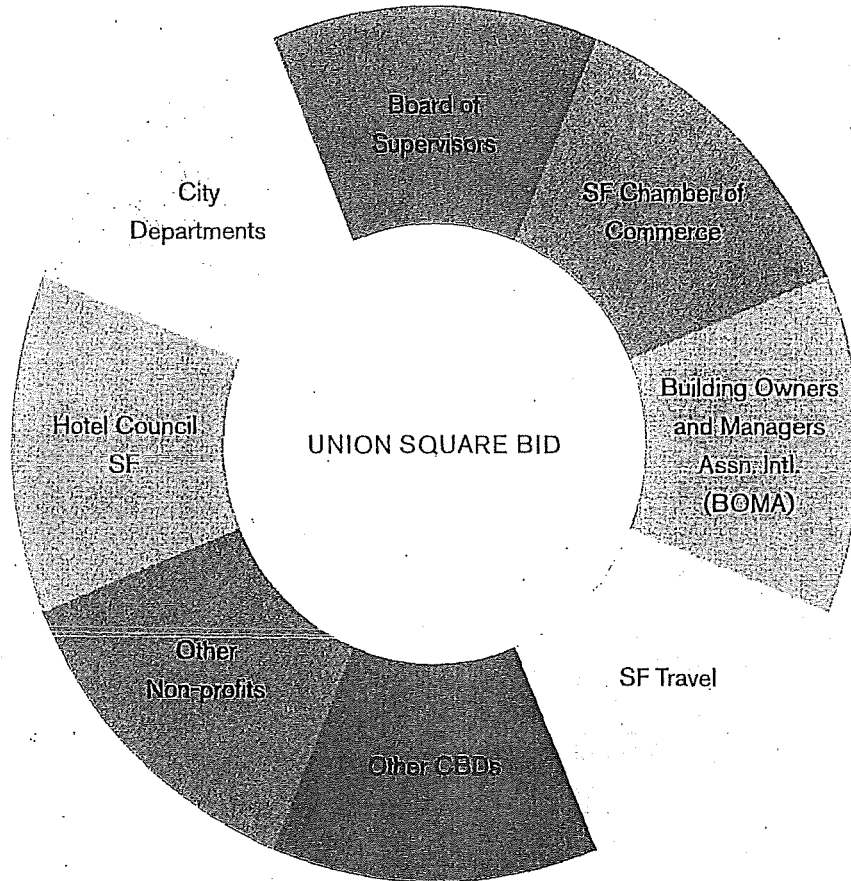 Board of
Supervisors
SF Chamber of
Commerce
Building Owners
and Managers
Assn. Intl.
(BOMA)
SF Travel
Other CBDs
Other
Non-profits
Hotel Council
SF
City
Departments
UNION SQUARE BID